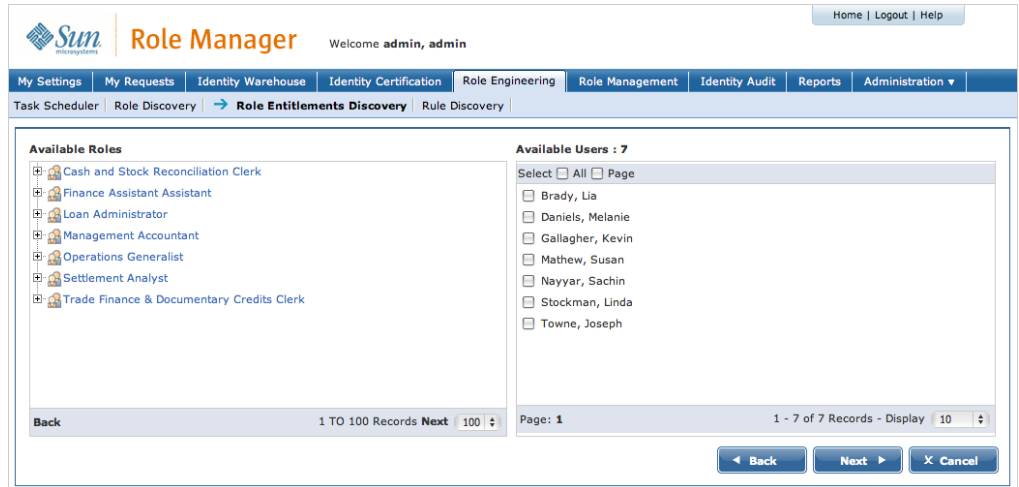 Home | Logout | Help
Sun microsystems Role Manager Welcome admin, admin
My Settings My Requests Identity Warehouse Identity Certification Role Engineering Role Management Identity Audit Reports Administration
Task Scheduler Role Discovery Role Entitlements Discovery Rule Discovery
Available Roles
Cash and Stock Reconciliation Clerk
Finance Assistant Assistant
Loan Administrator
Management Accountant
Operations Generalist
Settlement Analyst
Trade Finance & Documentary Credits Clerk
Back 1 TO 100 Records Next 100
Available Users : 7
Select All Page
Brady, Lia
Daniels, Melanie
Gallagher, Kevin
Mathew, Susan
Nayyar, Sachin
Stockman, Linda
Towne, Joseph
Page: 1 1 - 7 of 7 Records - Display 10
Back Next X Cancel